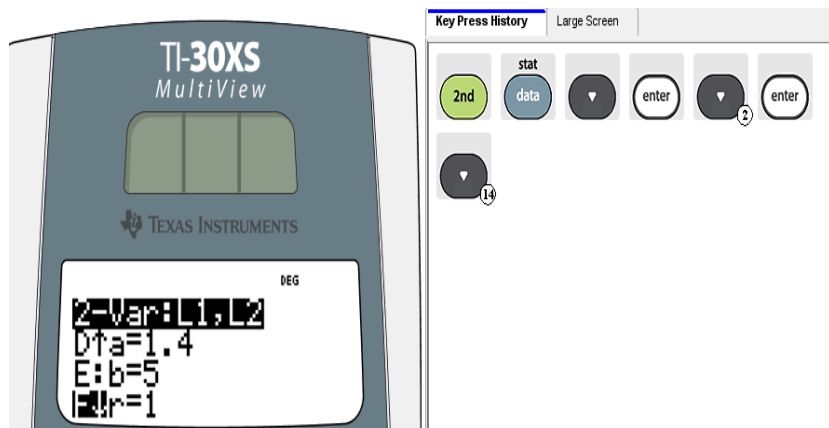 TI-30XS
MultiView
TEXAS INSTRUMENTS
DEG
2-Var:L1,L2
D↑a=1.4
E:b=5
F↓r=1
Key Press History
Large Screen
stat
2nd
data
▼
enter
▼
2
enter
▼
14